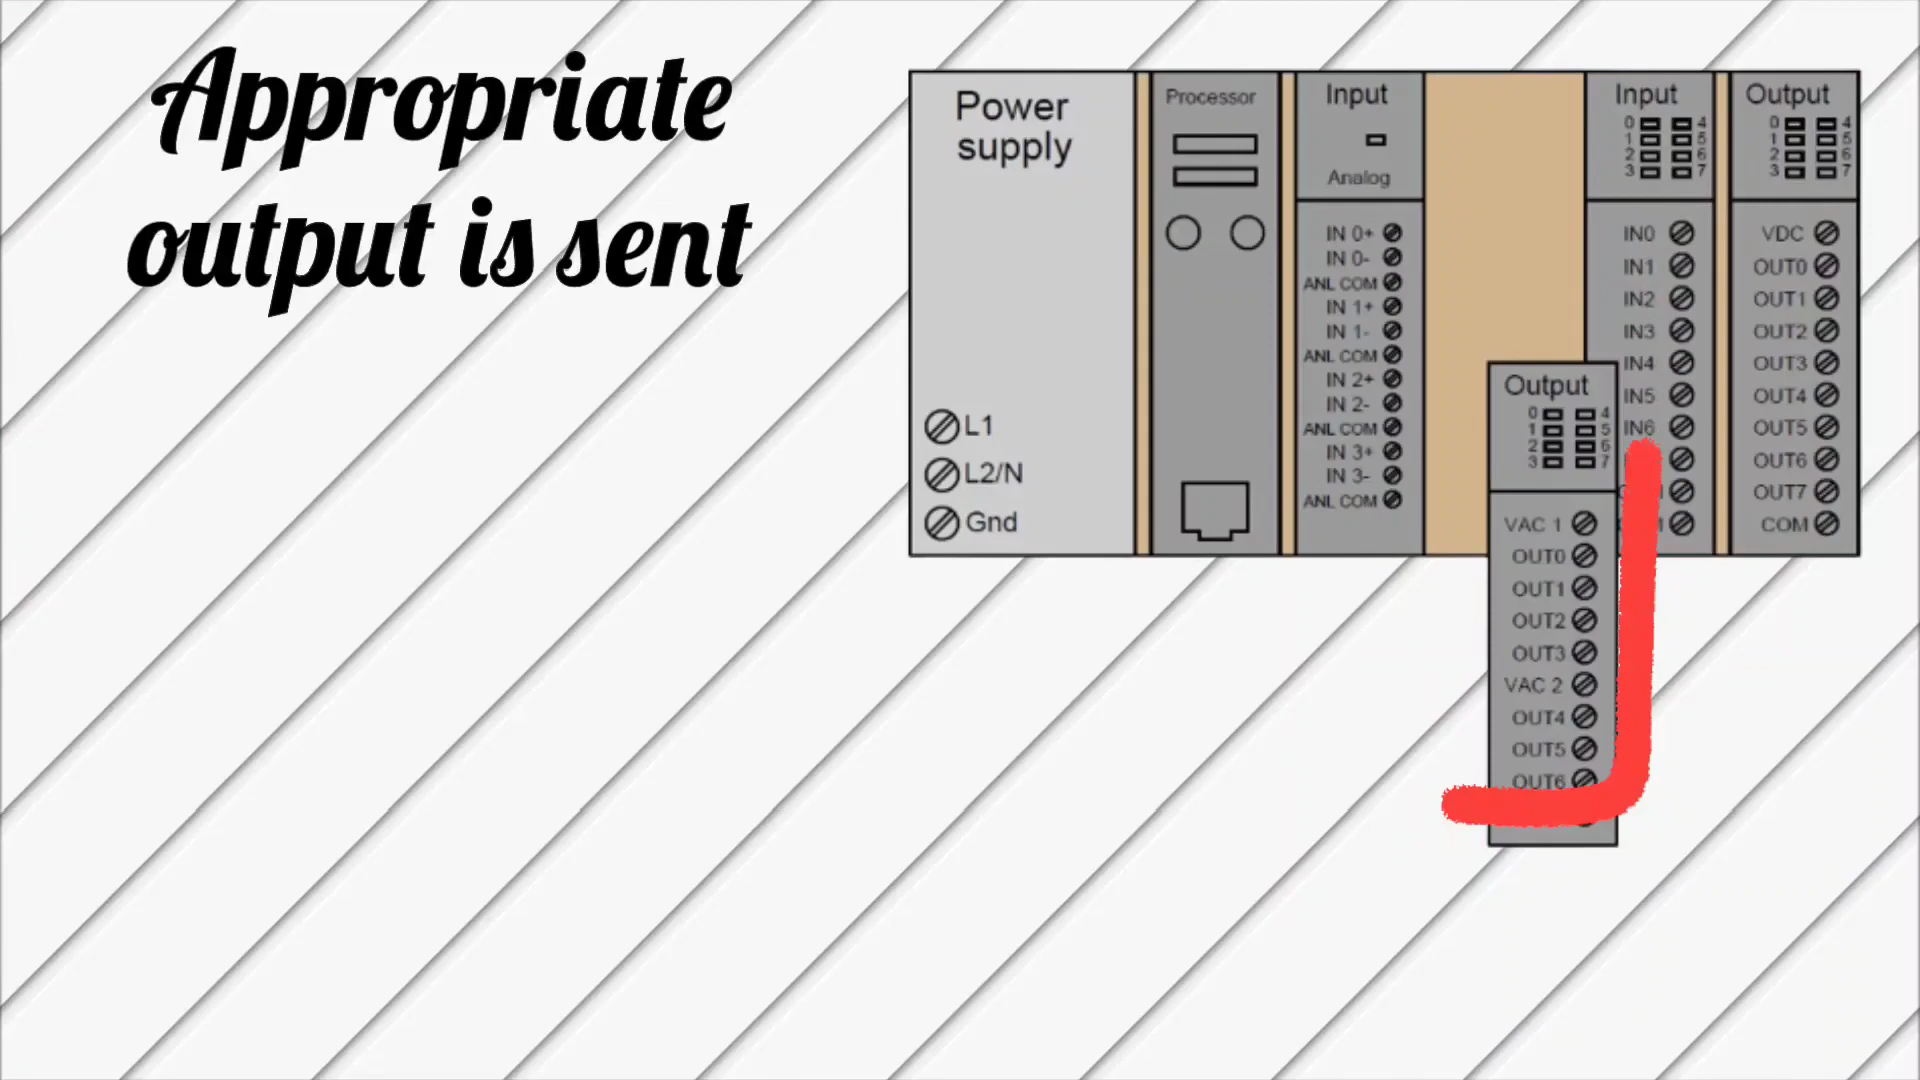 Appropriate
output is sent
Power
supply
L1
L2/N
Gnd
Processor
Input
Analog
IN 0+
IN 0-
ANL COM
IN 1+
IN 1-
ANL COM
IN 2+
IN 2-
ANL COM
IN 3+
IN 3-
ANL COM
Output
0 4
1 5
2 6
3 7
VAC 1
OUT0
OUT1
OUT2
OUT3
VAC 2
OUT4
OUT5
OUT6
Input
0 4
1 5
2 6
3 7
IN0
IN1
IN2
IN3
IN4
IN5
IN6
Output
0 4
1 5
2 6
3 7
VDC
OUT0
OUT1
OUT2
OUT3
OUT4
OUT5
OUT6
OUT7
COM